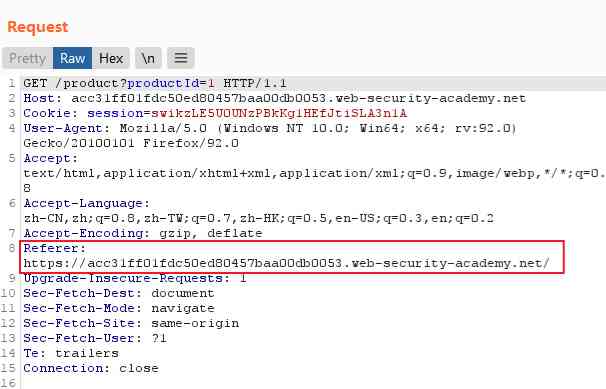 Request
Pretty Raw Hex \n
1 GET /product?productId=1 HTTP/1.1
2 Host: acc31ff01fdc50ed80457baa00db0053.web-security-academy.net
3 Cookie: session=swikzLE5UOUNzPBkKg1HEfJtiSLA3n1A
4 User-Agent: Mozilla/5.0 (Windows NT 10.0; Win64; x64; rv:92.0)
Gecko/20100101 Firefox/92.0
5 Accept:
text/html,application/xhtml+xml,application/xml;q=0.9,image/webp,*/*;q=0.
8
6 Accept-Language:
zh-CN,zh;q=0.8,zh-TW;q=0.7,zh-HK;q=0.5,en-US;q=0.3,en;q=0.2
7 Accept-Encoding: gzip, deflate
8 Referer:
https://acc31ff01fdc50ed80457baa00db0053.web-security-academy.net/
9 Upgrade-Insecure-Requests: 1
10 Sec-Fetch-Dest: document
11 Sec-Fetch-Mode: navigate
12 Sec-Fetch-Site: same-origin
13 Sec-Fetch-User: ?1
14 Te: trailers
15 Connection: close
16